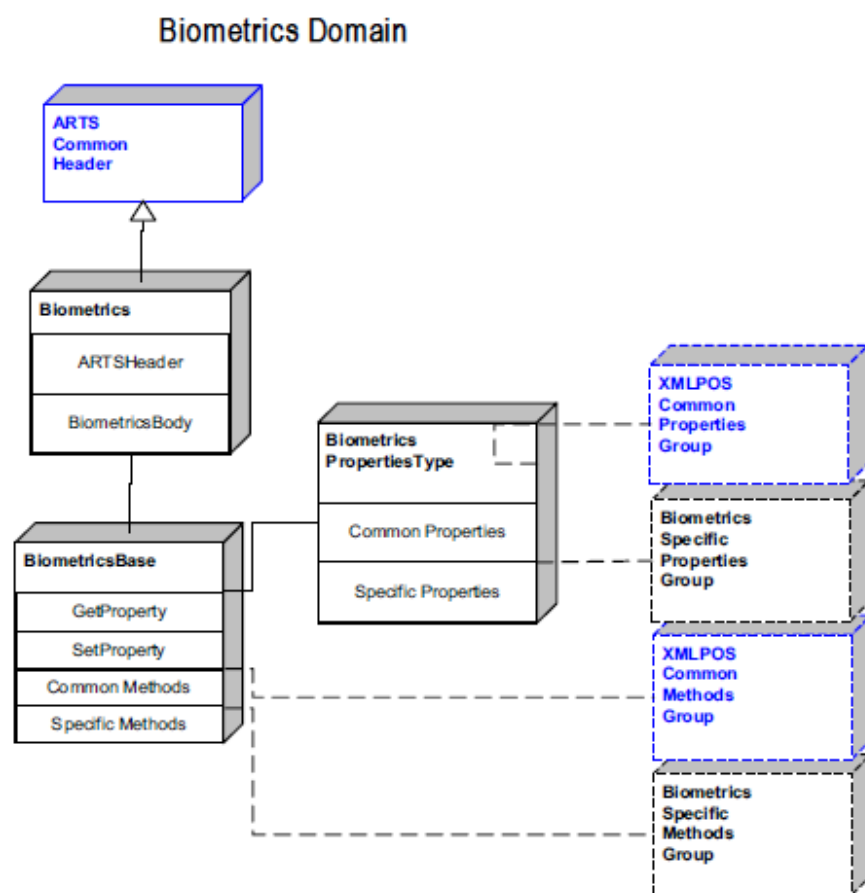 Biometrics Domain
ARTS
Common
Header
Biometrics
ARTSHeader
BiometricsBody
Biometrics
PropertiesType
Common Properties
Specific Properties
BiometricsBase
GetProperty
SetProperty
Common Methods
Specific Methods
XMLPOS
Common
Properties
Group
Biometrics
Specific
Properties
Group
XMLPOS
Common
Methods
Group
Biometrics
Specific
Methods
Group